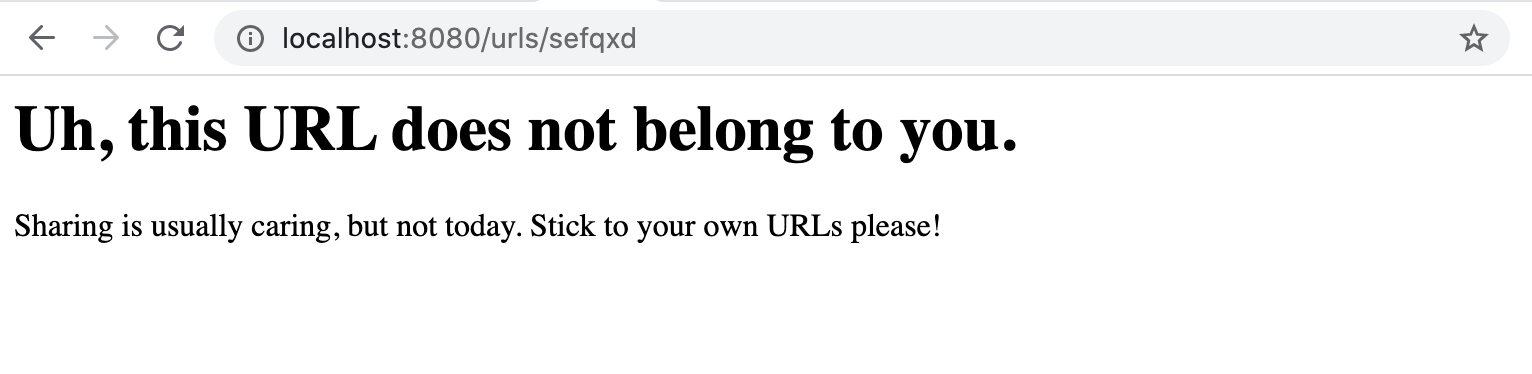 localhost:8080/urls/sefqxd
Uh, this URL does not belong to you.
Sharing is usually caring, but not today. Stick to your own URLs please!